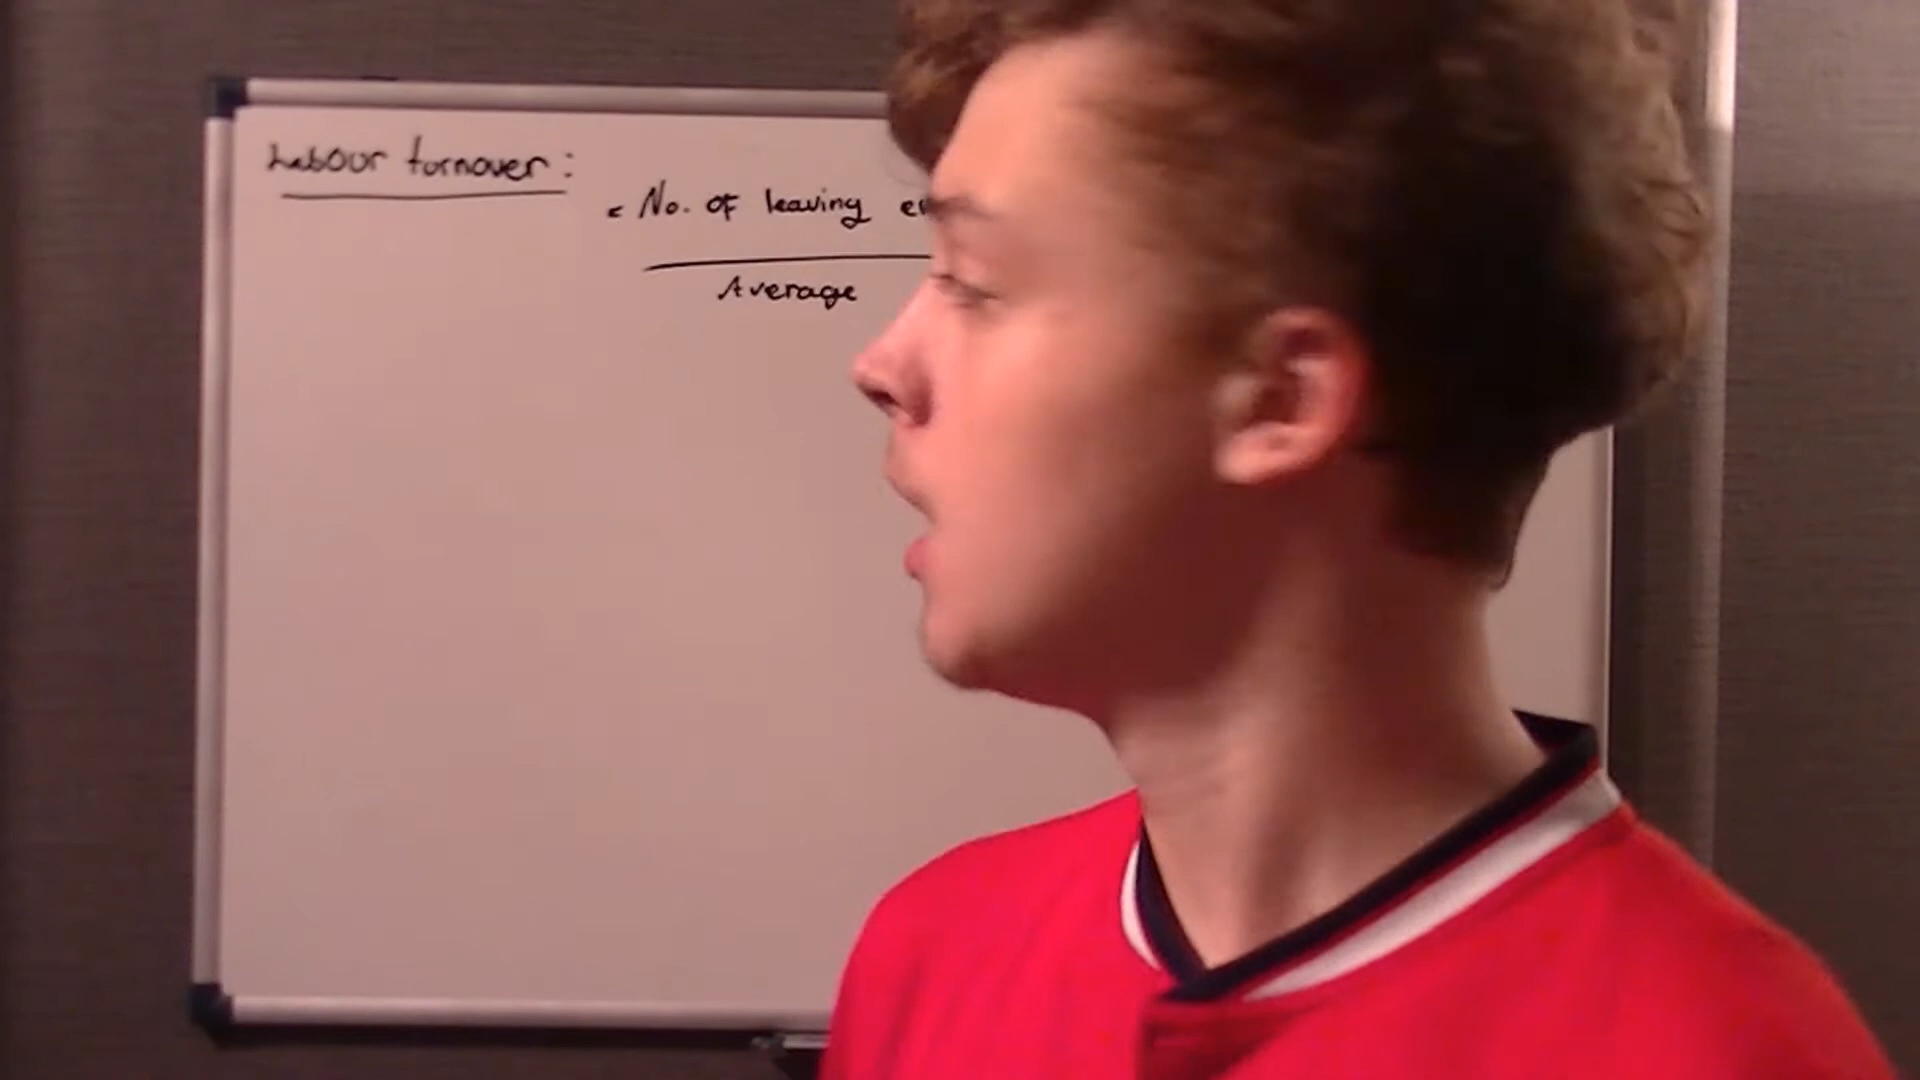 Labour turnover:
= No. of leaving
Average